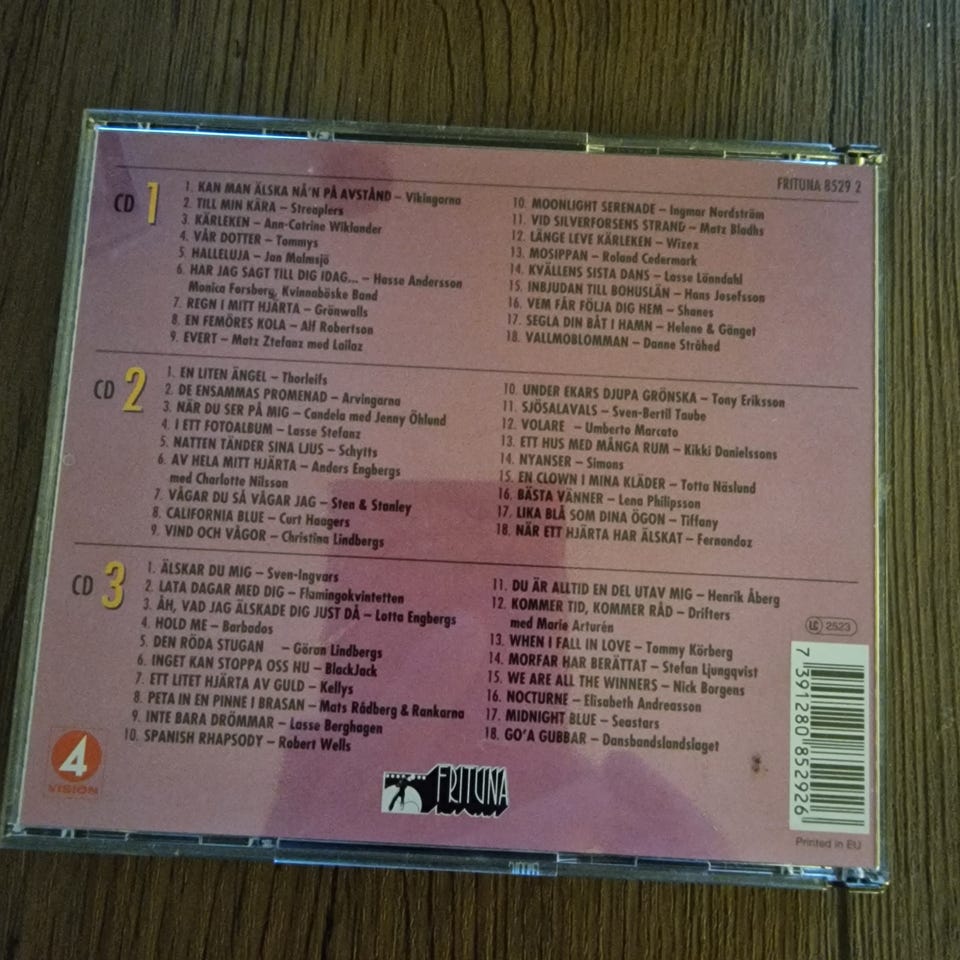 FRITUNA 8529 2
CD 1
1. KAN MAN ÄLSKA NÅ'N PÅ AVSTÅND – Vikingarna
2. TILL MIN KÄRA – Streaplers
3. KÄRLEKEN – Ann-Catrine Wiklander
4. VÅR DOTTER – Tommys
5. HALLELUJA – Jan Malmsjö
6. HAR JAG SAGT TILL DIG IDAG... – Hasse Andersson
Monica Forsberg, Kvinnaböske Band
7. REGN I MITT HJÄRTA – Grönwalls
8. EN FEMÖRES KOLA – Alf Robertson
9. EVERT – Matz Ztefanz med Lailaz
10. MOONLIGHT SERENADE – Ingmar Nordström
11. VID SILVERFORSENS STRAND – Matz Bladhs
12. LÄNGE LEVE KÄRLEKEN – Wizex
13. MOSIPPAN – Roland Cedermark
14. KVÄLLENS SISTA DANS – Lasse Lönndahl
15. INBJUDAN TILL BOHUSLÄN – Hans Josefsson
16. VEM FÅR FÖLJA DIG HEM – Shanes
17. SEGLA DIN BÅT I HAMN – Helene & Gänget
18. VALLMOBLOMMAN – Danne Stråhed
CD 2
1. EN LITEN ÄNGEL – Thorleifs
2. DE ENSAMMAS PROMENAD – Arvingarna
3. NÄR DU SER PÅ MIG – Candela med Jenny Öhlund
4. I ETT FOTOALBUM – Lasse Stefanz
5. NATTEN TÄNDER SINA LJUS – Schytts
6. AV HELA MITT HJÄRTA – Anders Engbergs
med Charlotte Nilsson
7. VÅGAR DU SÅ VÅGAR JAG – Sten & Stanley
8. CALIFORNIA BLUE – Curt Haagers
9. VIND OCH VÅGOR – Christina Lindbergs
10. UNDER EKARS DJUPA GRÖNSKA – Tony Eriksson
11. SJÖSALAVALS – Sven-Bertil Taube
12. VOLARE – Umberto Marcato
13. ETT HUS MED MÅNGA RUM – Kikki Danielssons
14. NYANSER – Simons
15. EN CLOWN I MINA KLÄDER – Totta Näslund
16. BÄSTA VÄNNER – Lena Philipsson
17. LIKA BLÅ SOM DINA ÖGON – Tiffany
18. NÄR ETT HJÄRTA HAR ÄLSKAT – Fernandoz
CD 3
1. ÄLSKAR DU MIG – Sven-Ingvars
2. LATA DAGAR MED DIG – Flamingokvintetten
3. ÅH, VAD JAG ÄLSKADE DIG JUST DÅ – Lotta Engbergs
4. HOLD ME – Barbados
5. DEN RÖDA STUGAN – Göran Lindbergs
6. INGET KAN STOPPA OSS NU – BlackJack
7. ETT LITET HJÄRTA AV GULD – Kellys
8. PETA IN EN PINNE I BRASAN – Mats Rådberg & Rankarna
9. INTE BARA DRÖMMAR – Lasse Berghagen
10. SPANISH RHAPSODY – Robert Wells
11. DU ÄR ALLTID EN DEL UTAV MIG – Henrik Åberg
12. KOMMER TID, KOMMER RÅD – Drifters
med Marie Arturén
13. WHEN I FALL IN LOVE – Tommy Körberg
14. MORFAR HAR BERÄTTAT – Stefan Ljungqvist
15. WE ARE ALL THE WINNERS – Nick Borgens
16. NOCTURNE – Elisabeth Andreasson
17. MIDNIGHT BLUE – Seastars
18. GO'A GUBBAR – Dansbandslandslaget
LC 2523
7 391280 852926
4
VISION
FRITUNA
Printed in EU